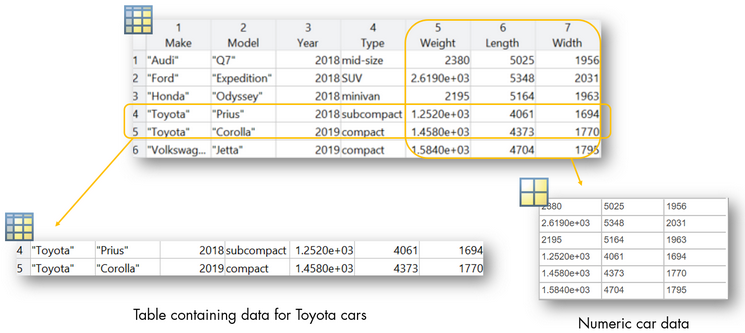 1 2 3 4 5 6 7
Make Model Year Type Weight Length Width
1 "Audi" "Q7" 2018 mid-size 2380 5025 1956
2 "Ford" "Expedition" 2018 SUV 2.6190e+03 5348 2031
3 "Honda" "Odyssey" 2018 minivan 2195 5164 1963
4 "Toyota" "Prius" 2018 subcompact 1.2520e+03 4061 1694
5 "Toyota" "Corolla" 2019 compact 1.4580e+03 4373 1770
6 "Volkswag... "Jetta" 2019 compact 1.5840e+03 4704 1795
4 "Toyota" "Prius" 2018 subcompact 1.2520e+03 4061 1694
5 "Toyota" "Corolla" 2019 compact 1.4580e+03 4373 1770
Table containing data for Toyota cars
2380 5025 1956
2.6190e+03 5348 2031
2195 5164 1963
1.2520e+03 4061 1694
1.4580e+03 4373 1770
1.5840e+03 4704 1795
Numeric car data